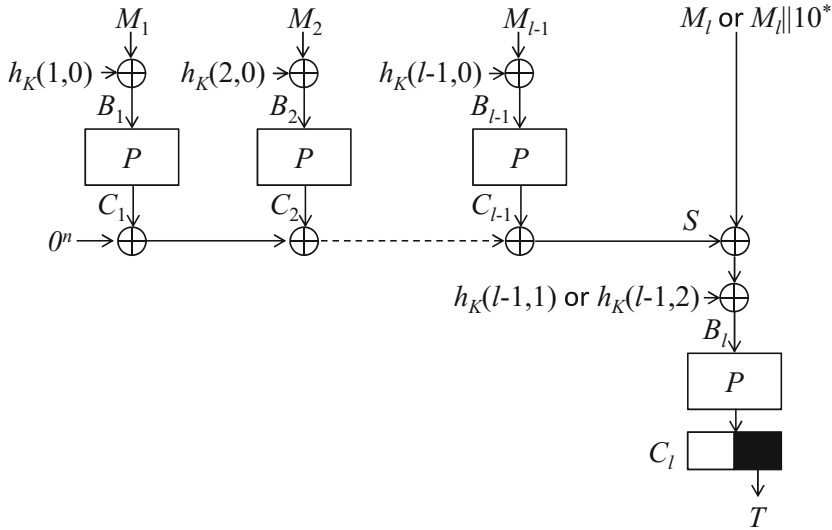 M₁ M₂ Mₗ₋₁ Mₗ or Mₗ||10*
hₖ(1,0) hₖ(2,0) hₖ(l-1,0)
B₁ B₂ Bₗ₋₁
P P P
C₁ C₂ Cₗ₋₁
0ⁿ S
hₖ(l-1,1) or hₖ(l-1,2)
Bₗ
P
Cₗ
T